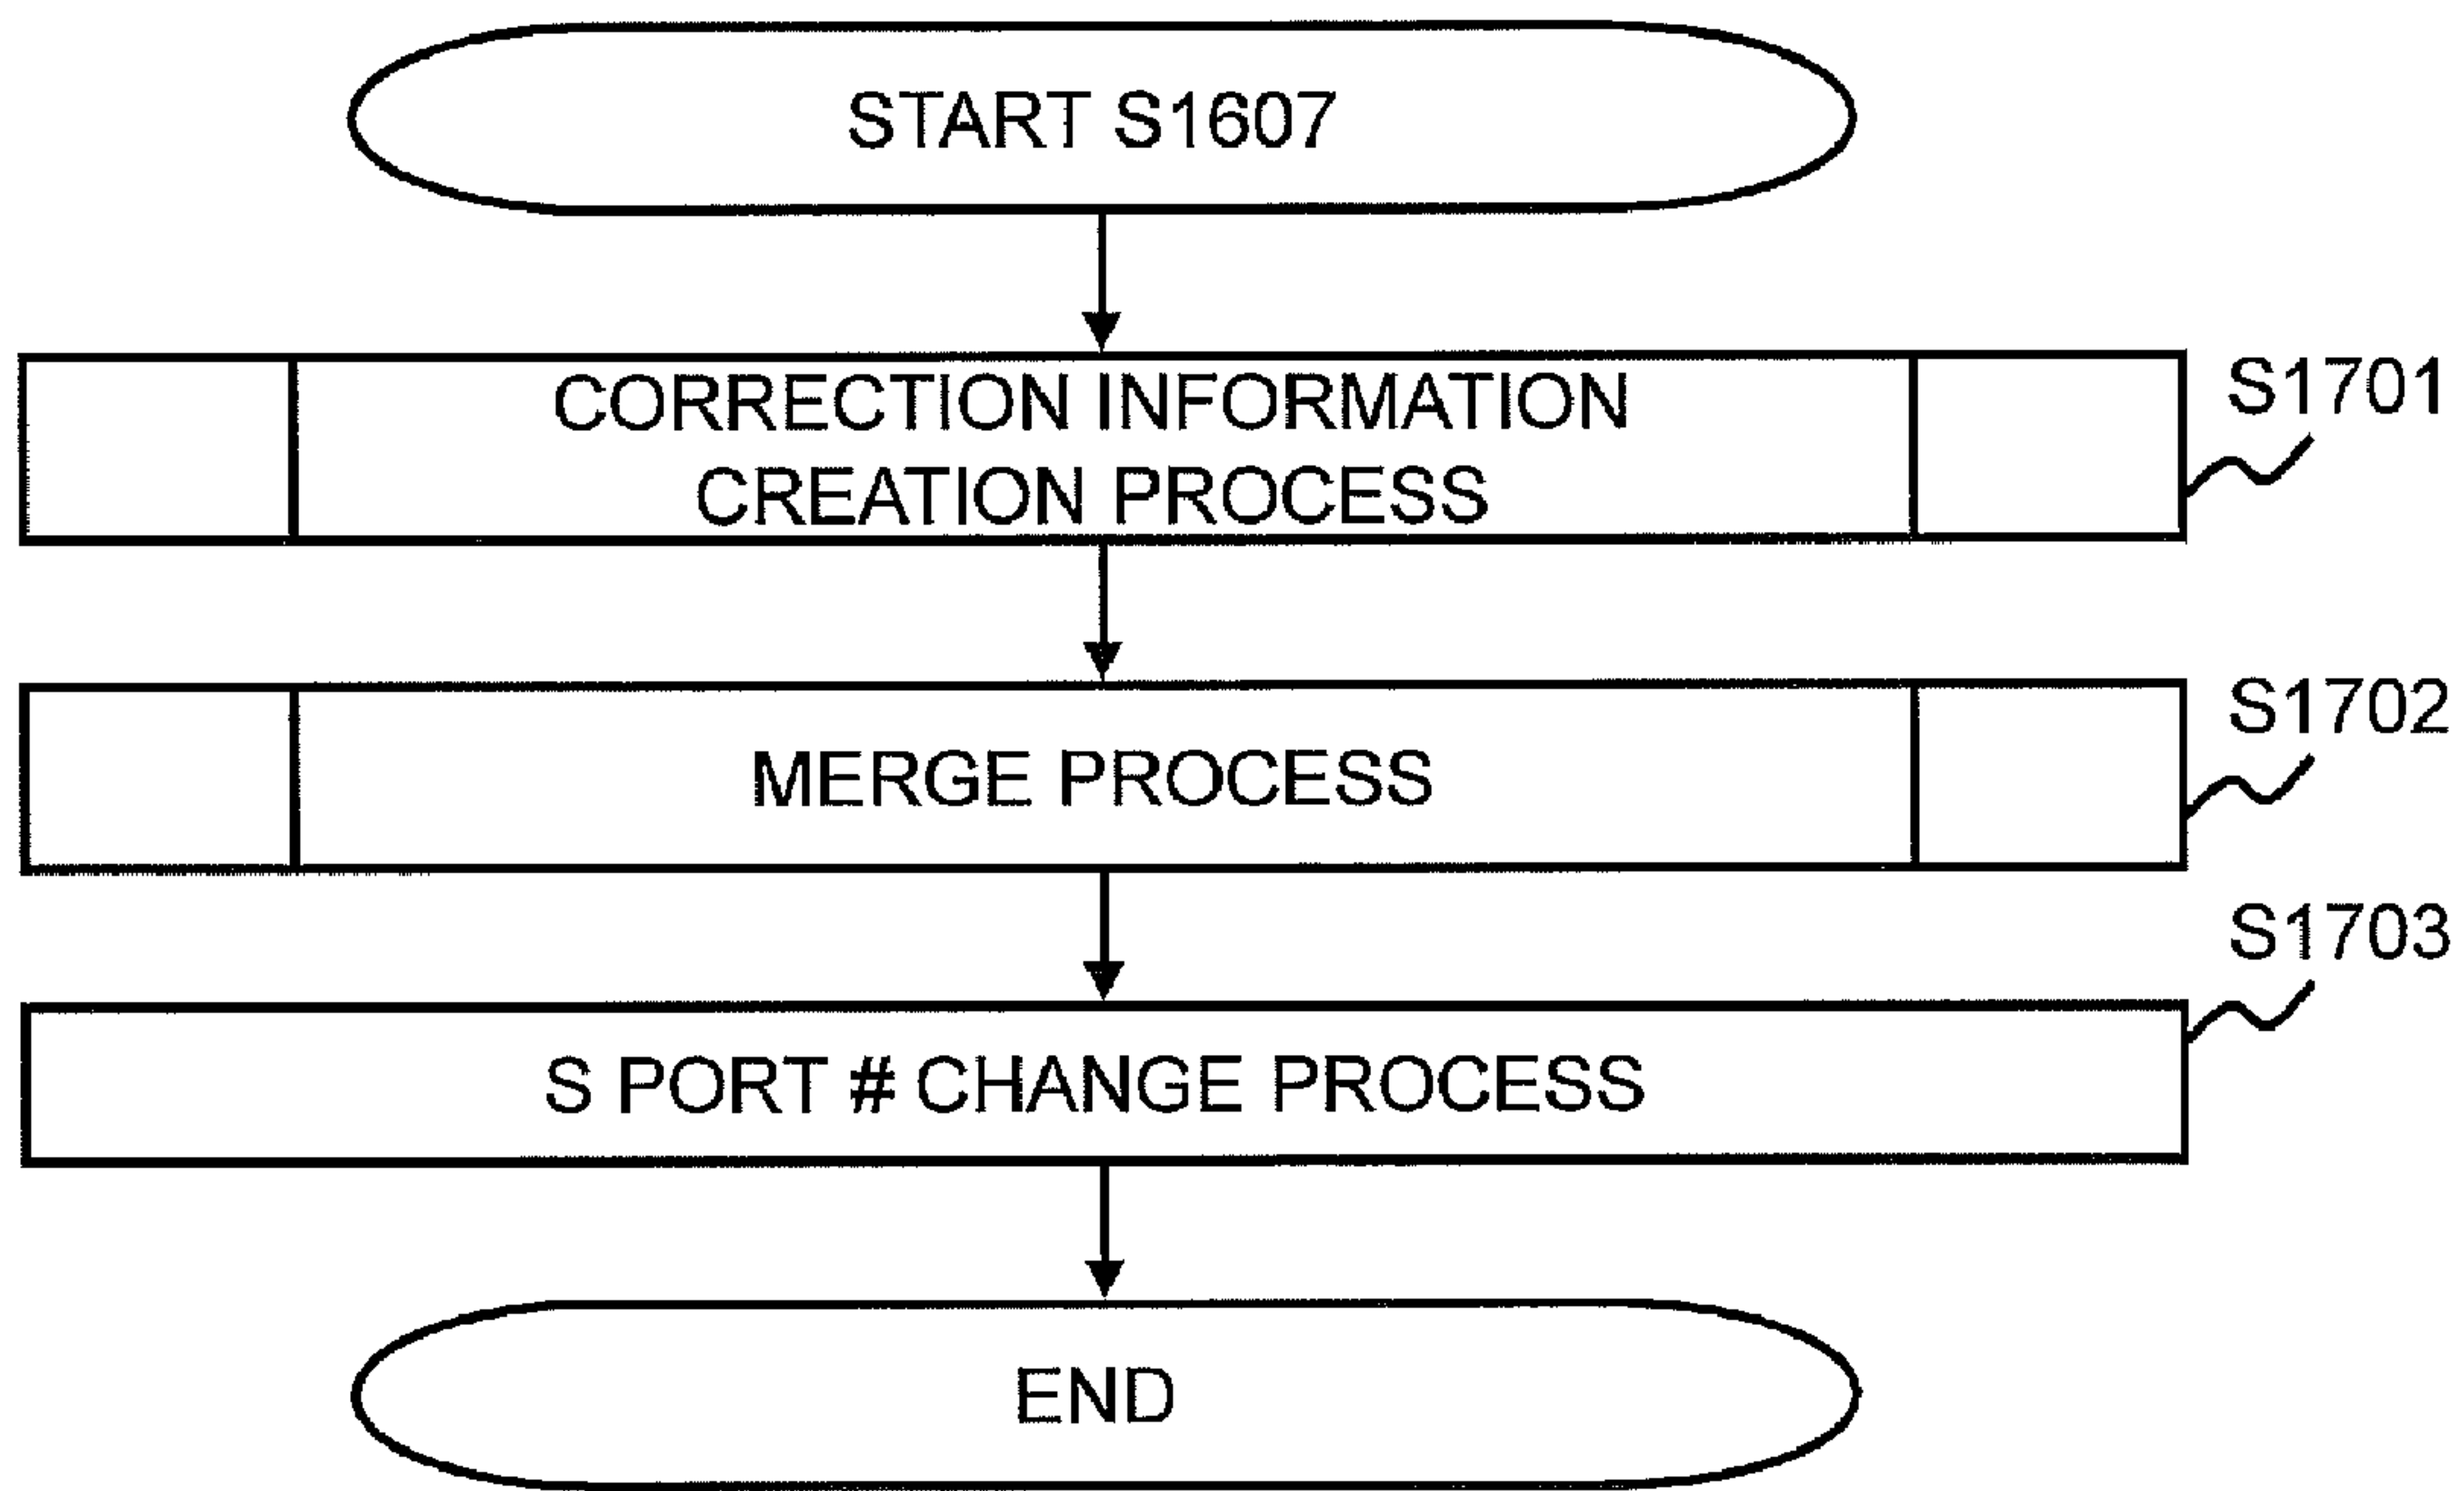 START S1607
CORRECTION INFORMATION
CREATION PROCESS
S1701
MERGE PROCESS
S1702
S PORT # CHANGE PROCESS
S1703
END